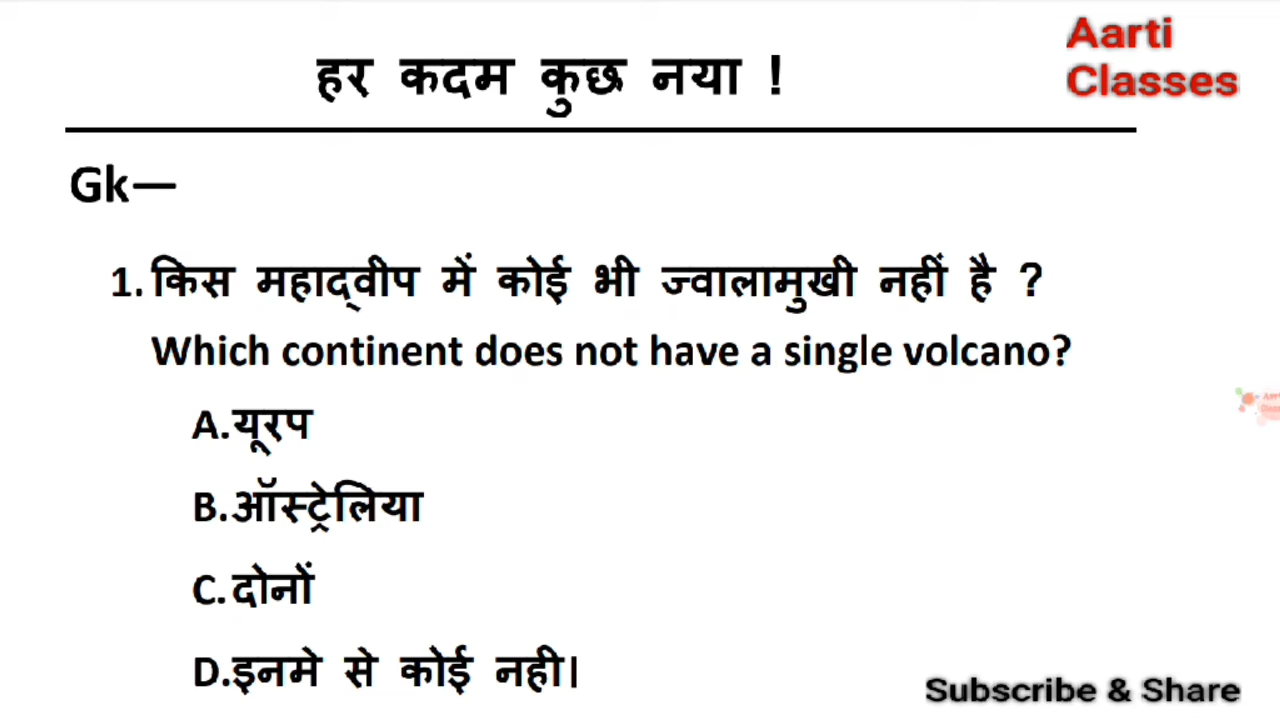 हर कदम कुछ नया !
Aarti
Classes
Gk—
1. किस महाद्वीप में कोई भी ज्वालामुखी नहीं है ?
Which continent does not have a single volcano?
A.यूरप
B.ऑस्ट्रेलिया
C.दोनों
D.इनमे से कोई नही।
Subscribe & Share